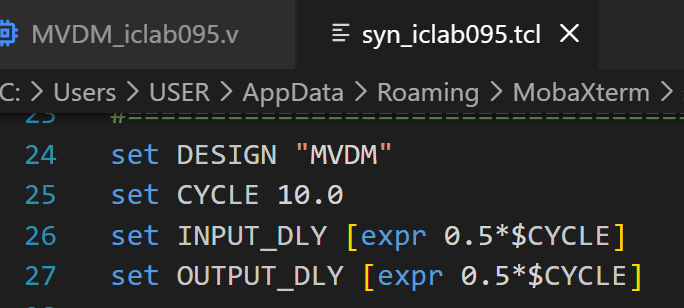 MVDM_iclab095.v syn_iclab095.tcl
C: > Users > USER > AppData > Roaming > MobaXterm >
23 #==================================
24 set DESIGN "MVDM"
25 set CYCLE 10.0
26 set INPUT_DLY [expr 0.5*$CYCLE]
27 set OUTPUT_DLY [expr 0.5*$CYCLE]